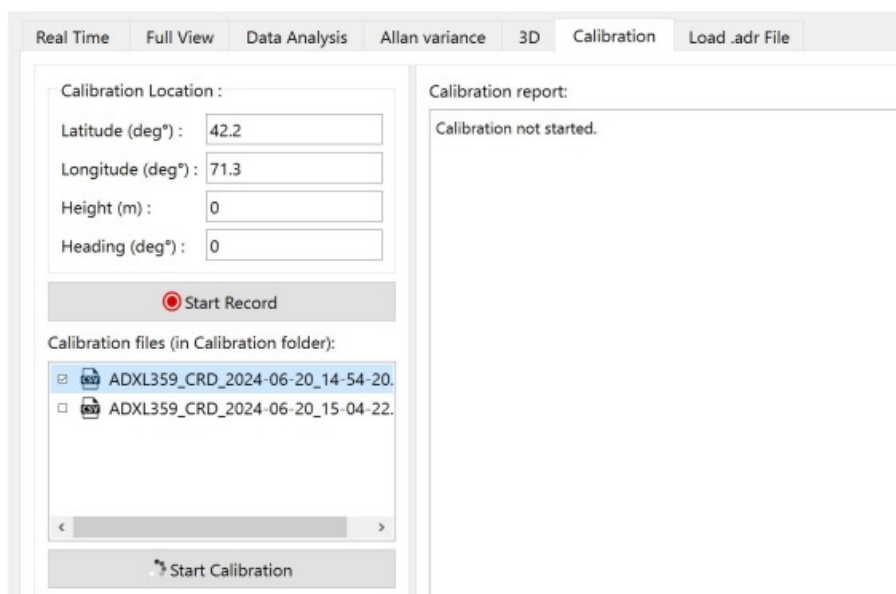 Real Time Full View Data Analysis Allan variance 3D Calibration Load .adr File
Calibration Location :
Latitude (deg°) : 42.2
Longitude (deg°) : 71.3
Height (m) : 0
Heading (deg°) : 0
Start Record
Calibration files (in Calibration folder):
ADXL359_CRD_2024-06-20_14-54-20.
ADXL359_CRD_2024-06-20_15-04-22.
Start Calibration
Calibration report:
Calibration not started.